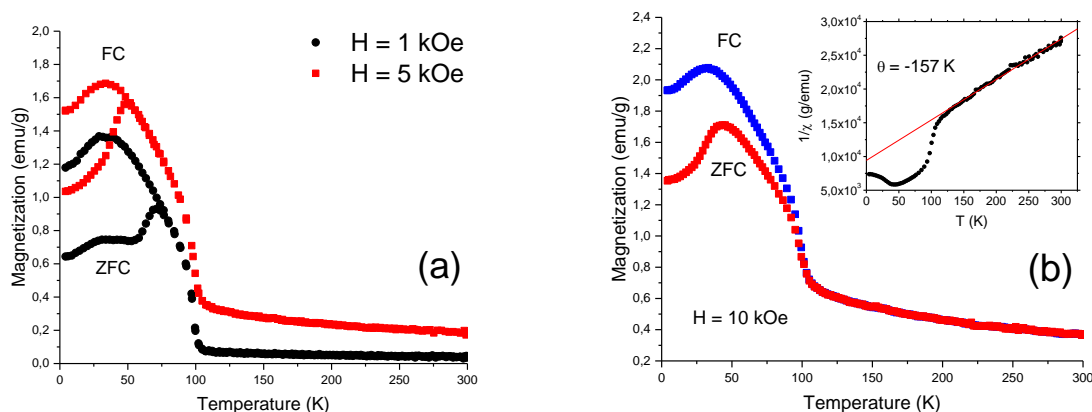 2,0
1,8
1,6
1,4
1,2
1,0
0,8
0,6
0,4
0,2
0,0
Magnetization (emu/g)
FC
ZFC
H = 1 kOe
H = 5 kOe
(a)
0 50 100 150 200 250 300
Temperature (K)
2,6
2,4
2,2
2,0
1,8
1,6
1,4
1,2
1,0
0,8
0,6
0,4
0,2
Magnetization (emu/g)
FC
ZFC
H = 10 kOe
(b)
0 50 100 150 200 250 300
Temperature (K)
3,0x10⁴
2,5x10⁴
2,0x10⁴
1,5x10⁴
1,0x10⁴
5,0x10³
1/χ (g/emu)
θ = -157 K
0 50 100 150 200 250 300
T (K)